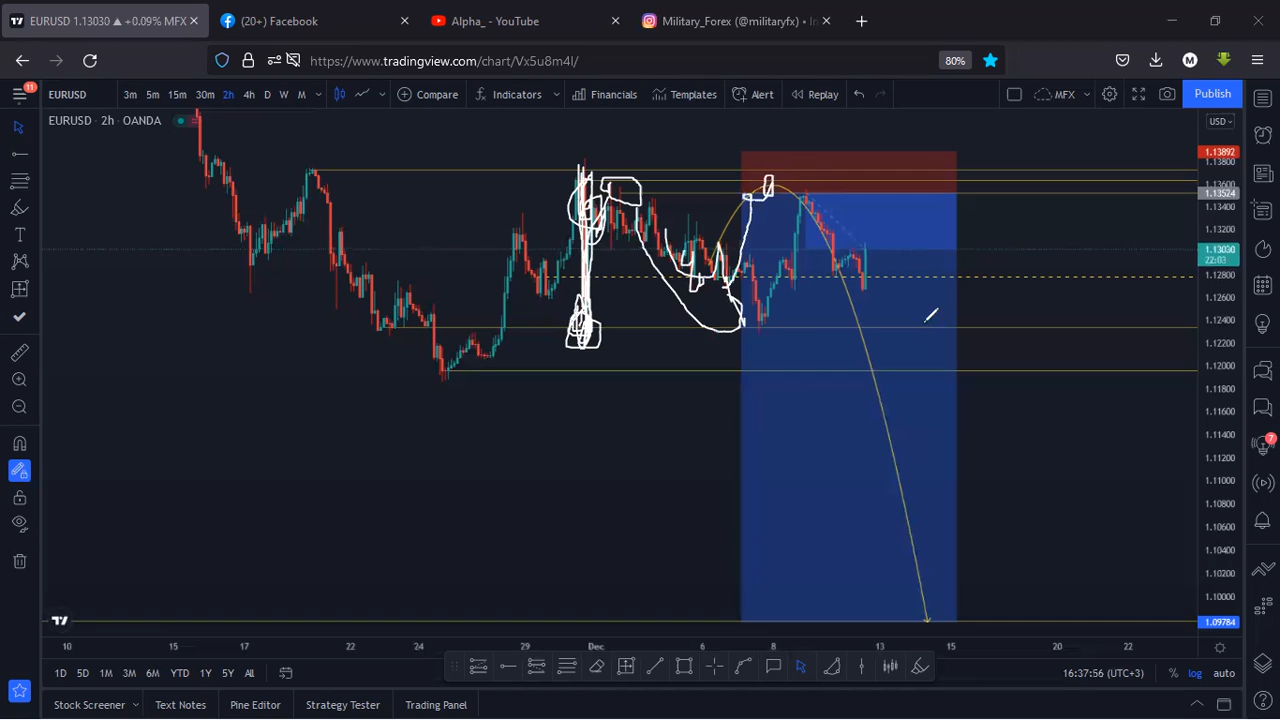 EURUSD 1.13030 ▲ +0.09% MFX
(20+) Facebook
Alpha_ - YouTube
Military_Forex (@militaryfx) • In
https://www.tradingview.com/chart/Vx5u8m4l/
80%
M
11
EURUSD
3m 5m 15m 30m 2h 4h D W M
Compare
Indicators
Financials
Templates
Alert
Replay
MFX
Publish
EURUSD · 2h · OANDA
USD
1.13892
1.13800
1.13600
1.13524
1.13400
1.13200
1.13030
22:03
1.12800
1.12600
1.12400
1.12200
1.12000
1.11800
1.11600
1.11400
1.11200
1.11000
1.10800
1.10600
1.10400
1.10200
1.10000
1.09784
7
10 15 17 22 24 29 Dec 6 8 13 15 20 22
1D 5D 1M 3M 6M YTD 1Y 5Y All
16:37:56 (UTC+3)
% log auto
Stock Screener
Text Notes
Pine Editor
Strategy Tester
Trading Panel